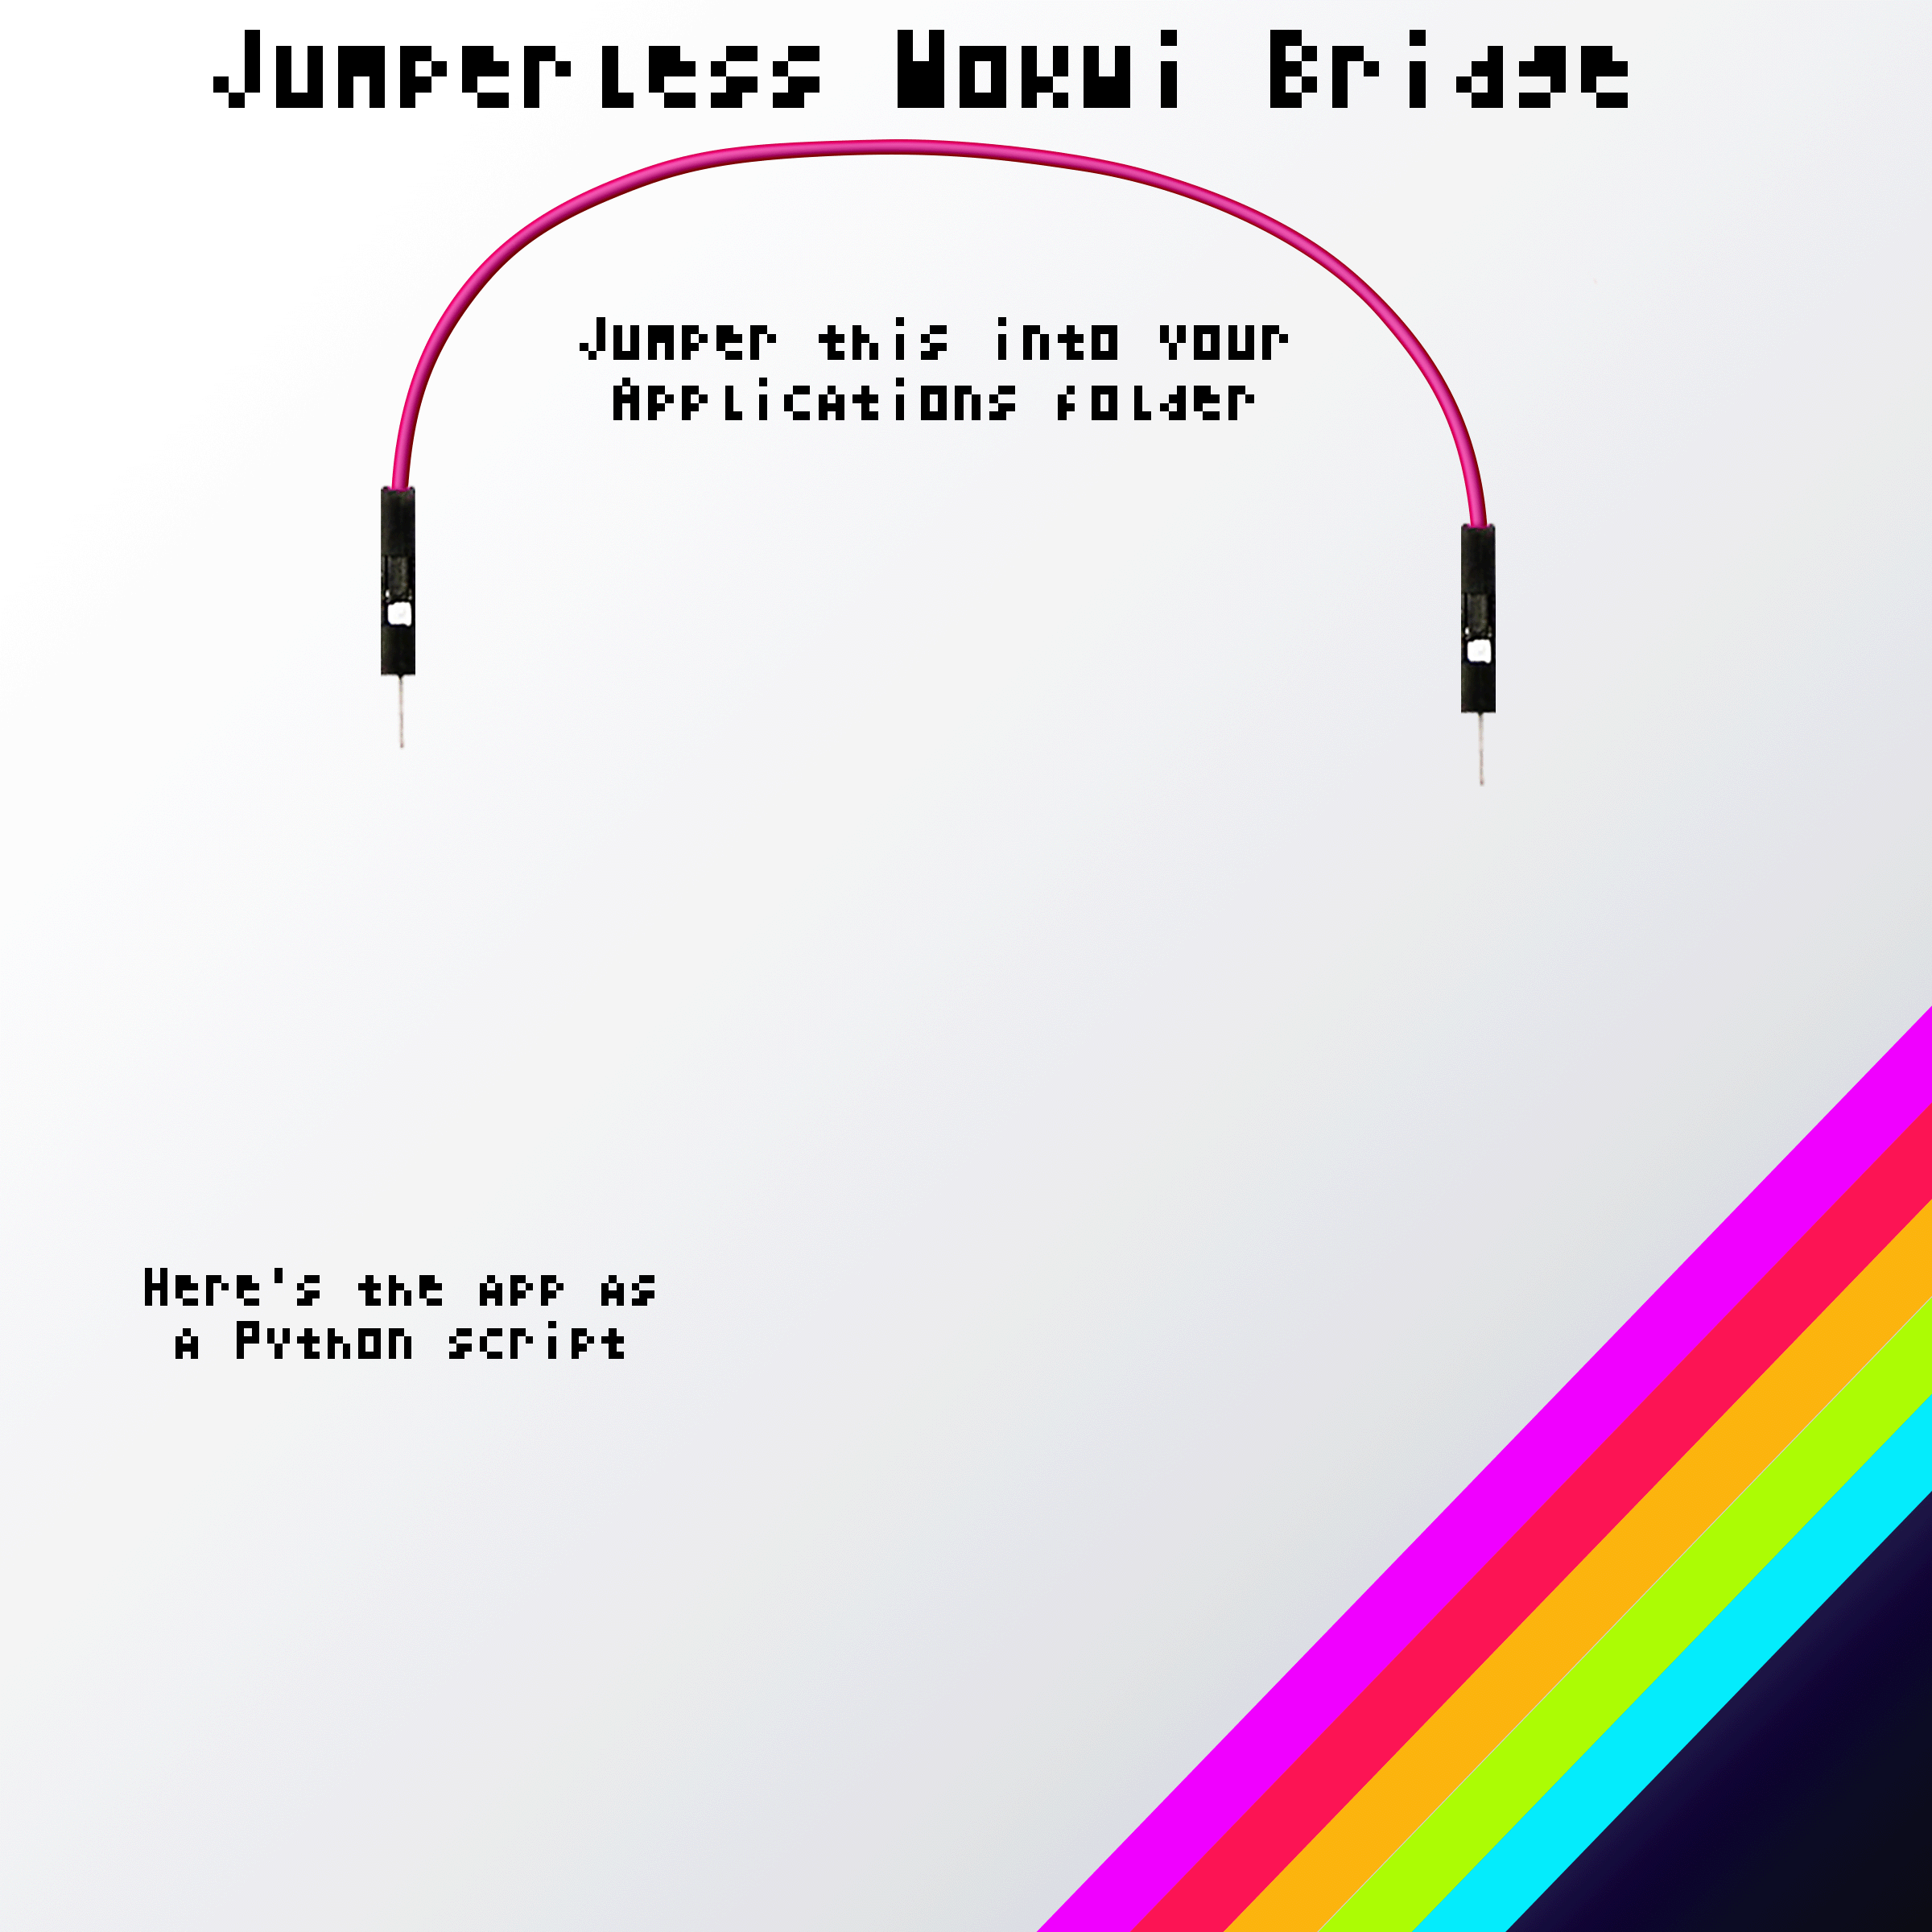 Jumperless Wokwi Bridge
Jumper this into your
Applications folder
Here's the app as
a Python script